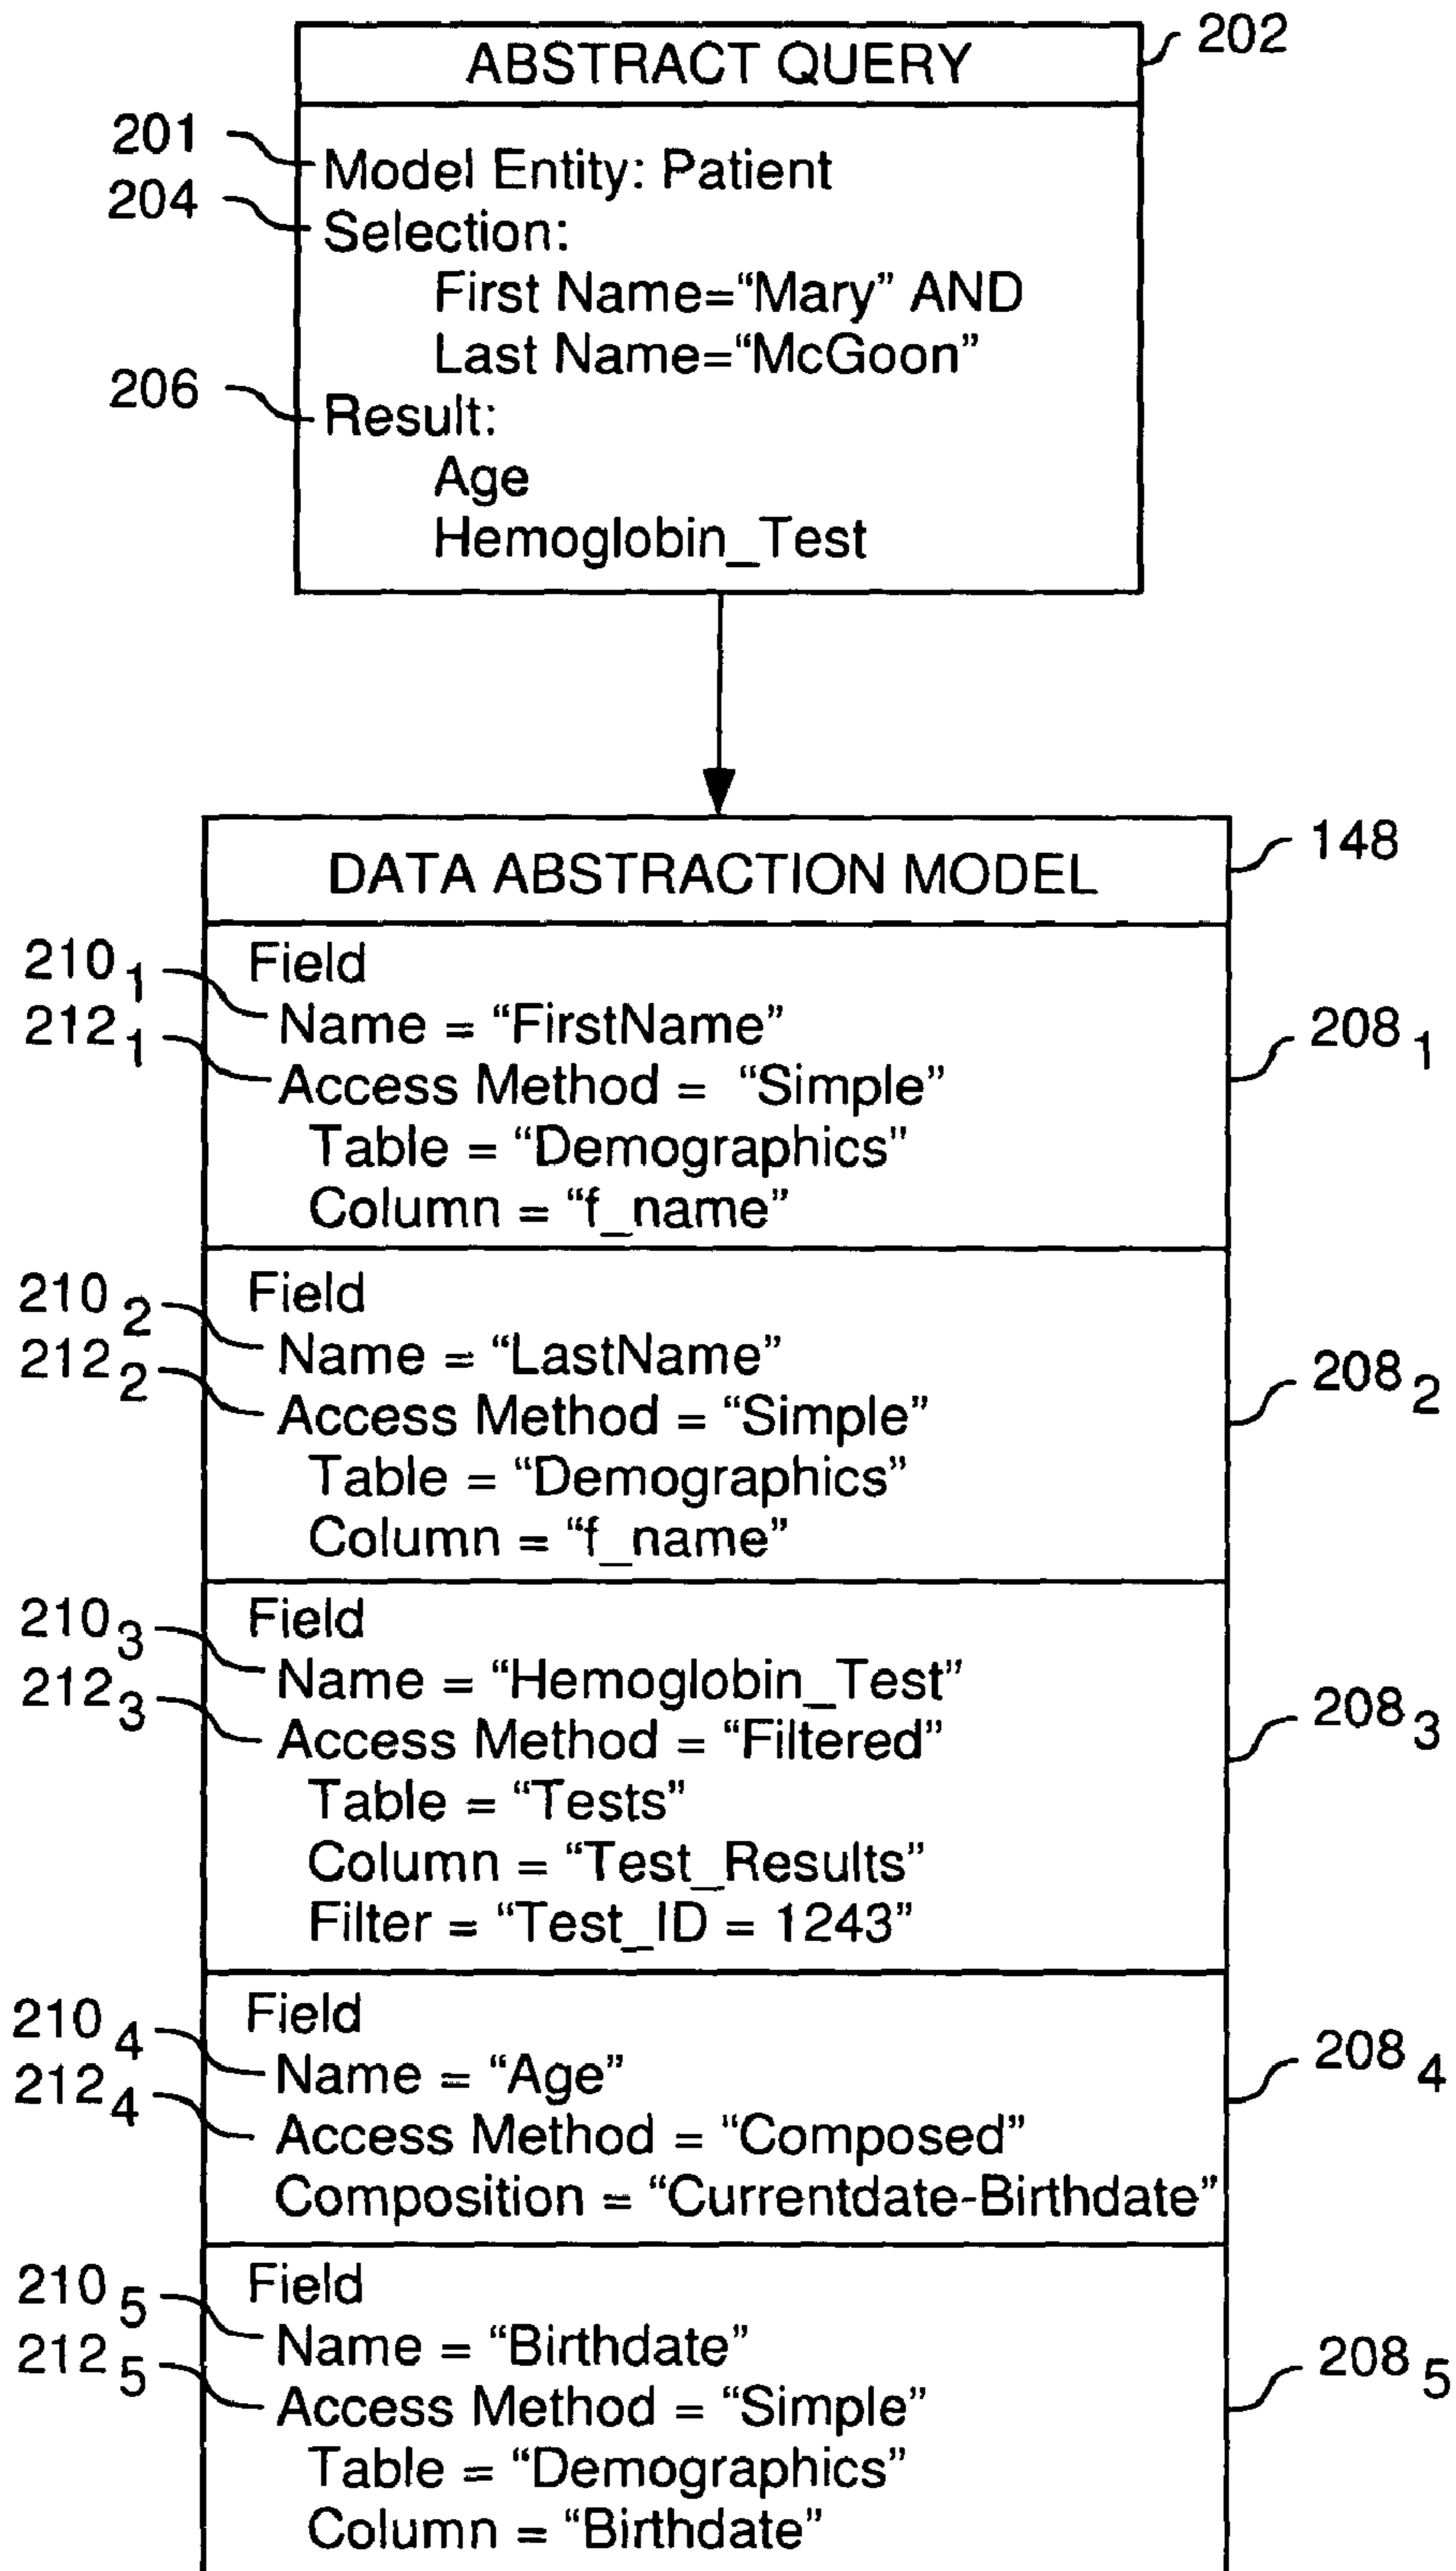 ABSTRACT QUERY
202
201
Model Entity: Patient
204
Selection:
First Name=“Mary” AND
Last Name=“McGoon”
206
Result:
Age
Hemoglobin_Test
DATA ABSTRACTION MODEL
148
Field
210 1
Name = “FirstName”
212 1
Access Method = “Simple”
208 1
Table = “Demographics”
Column = “f_name”
Field
210 2
Name = “LastName”
212 2
Access Method = “Simple”
208 2
Table = “Demographics”
Column = “f_name”
Field
210 3
Name = “Hemoglobin_Test”
212 3
Access Method = “Filtered”
208 3
Table = “Tests”
Column = “Test_Results”
Filter = “Test_ID = 1243”
Field
210 4
Name = “Age”
212 4
Access Method = “Composed”
208 4
Composition = “Currentdate-Birthdate”
Field
210 5
Name = “Birthdate”
212 5
Access Method = “Simple”
208 5
Table = “Demographics”
Column = “Birthdate”